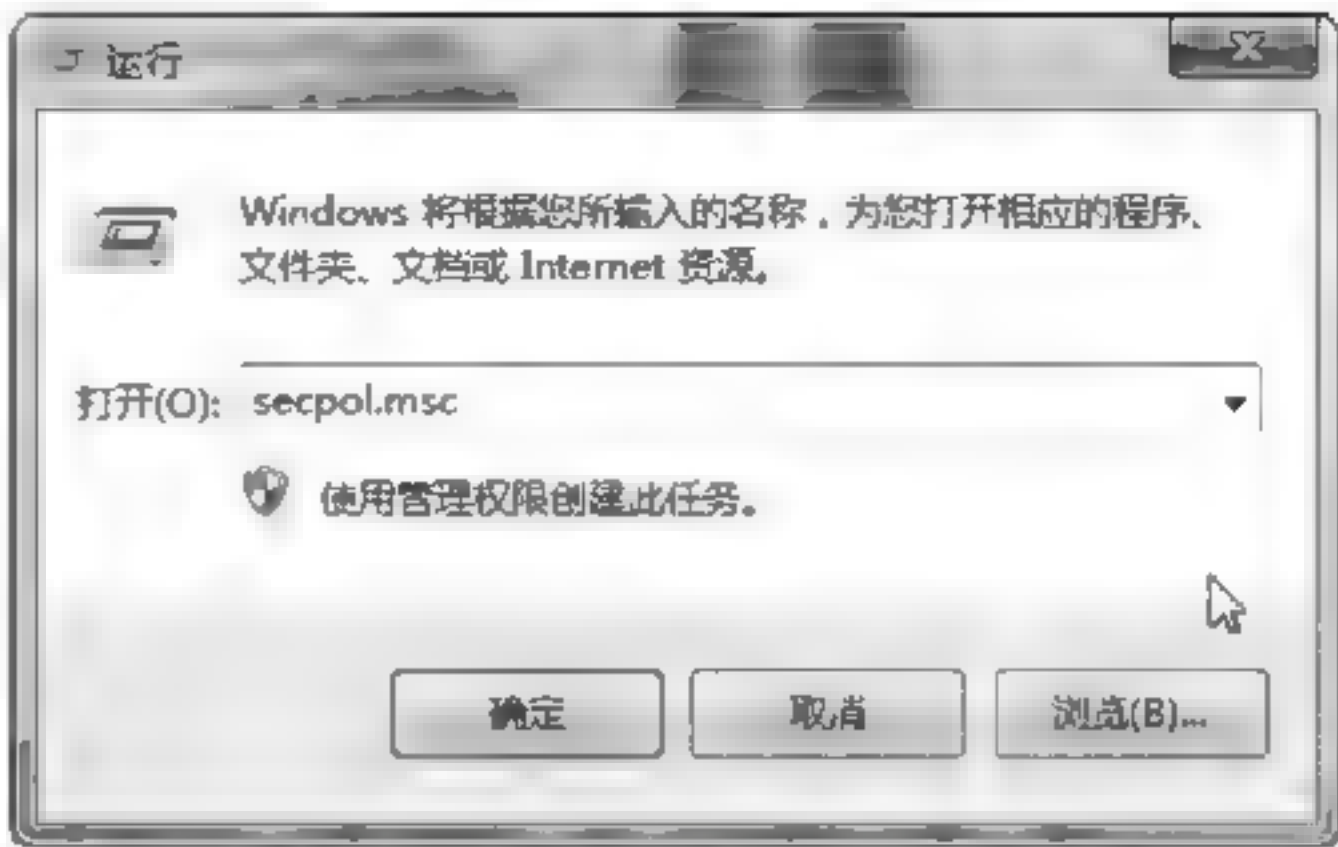 运行
Windows 将根据您所输入的名称，为您打开相应的程序、
文件夹、文档或 Internet 资源。
打开(O): secpol.msc
使用管理权限创建此任务。
确定 取消 浏览(B)...